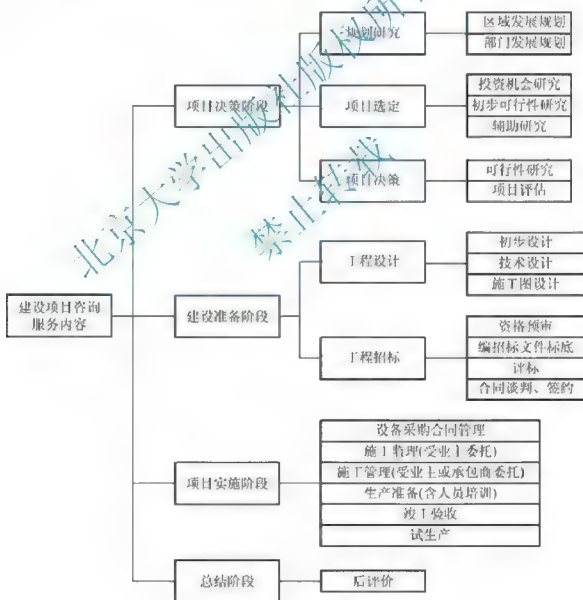 规划研究
区域发展规划
部门发展规划
项目决策阶段
项目选定
投资机会研究
初步可行性研究
辅助研究
项目决策
可行性研究
项目评估
建设项目咨询
服务内容
建设准备阶段
工程设计
初步设计
技术设计
施工图设计
工程招标
资格预审
编招标文件标底
评标
合同谈判、签约
项目实施阶段
设备采购合同管理
施工监理(受业主委托)
施工管理(受业主或承包商委托)
生产准备(含人员培训)
竣工验收
试生产
总结阶段
后评价
北京大学出版社版权所
禁止转载